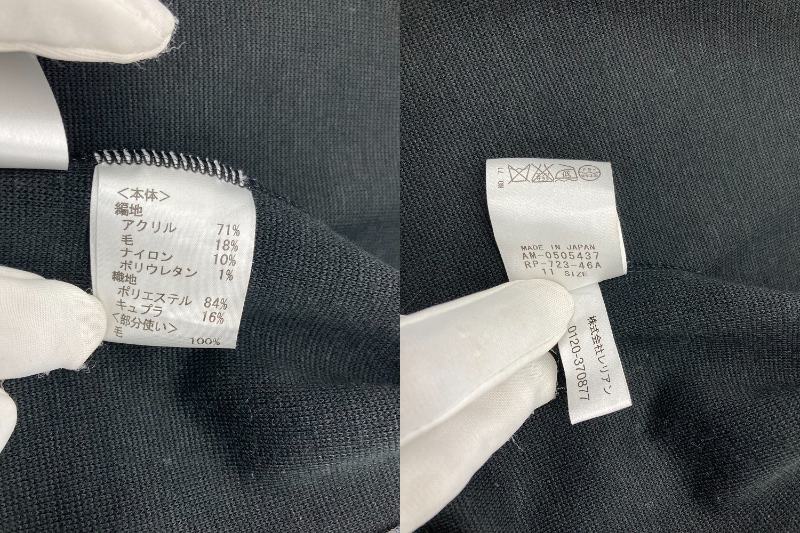 <本体>
編地
アクリル 71%
毛 18%
ナイロン 10%
ポリウレタン 1%
織地
ポリエステル 84%
キュプラ 16%
<部分使い>
毛 100%
MADE IN JAPAN
AM-0505437
RP-723-46A
11 SIZE
株式会社レリアン
0120-370877